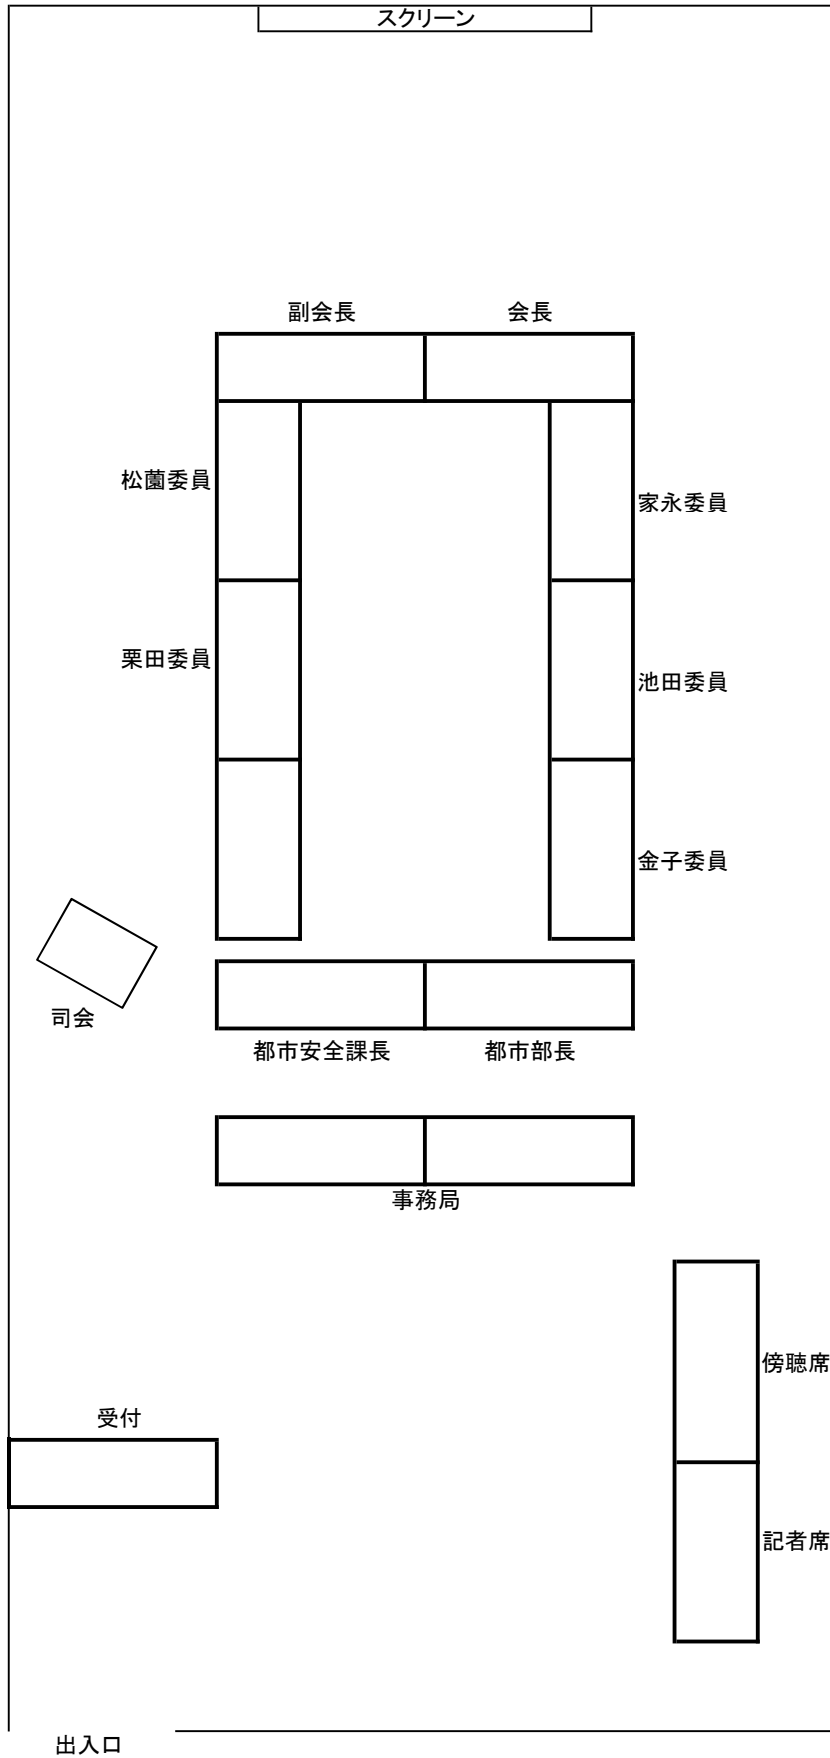 スクリーン
副会長
会長
松薗委員
家永委員
栗田委員
池田委員
金子委員
司会
都市安全課長
都市部長
事務局
傍聴席
受付
記者席
出入口